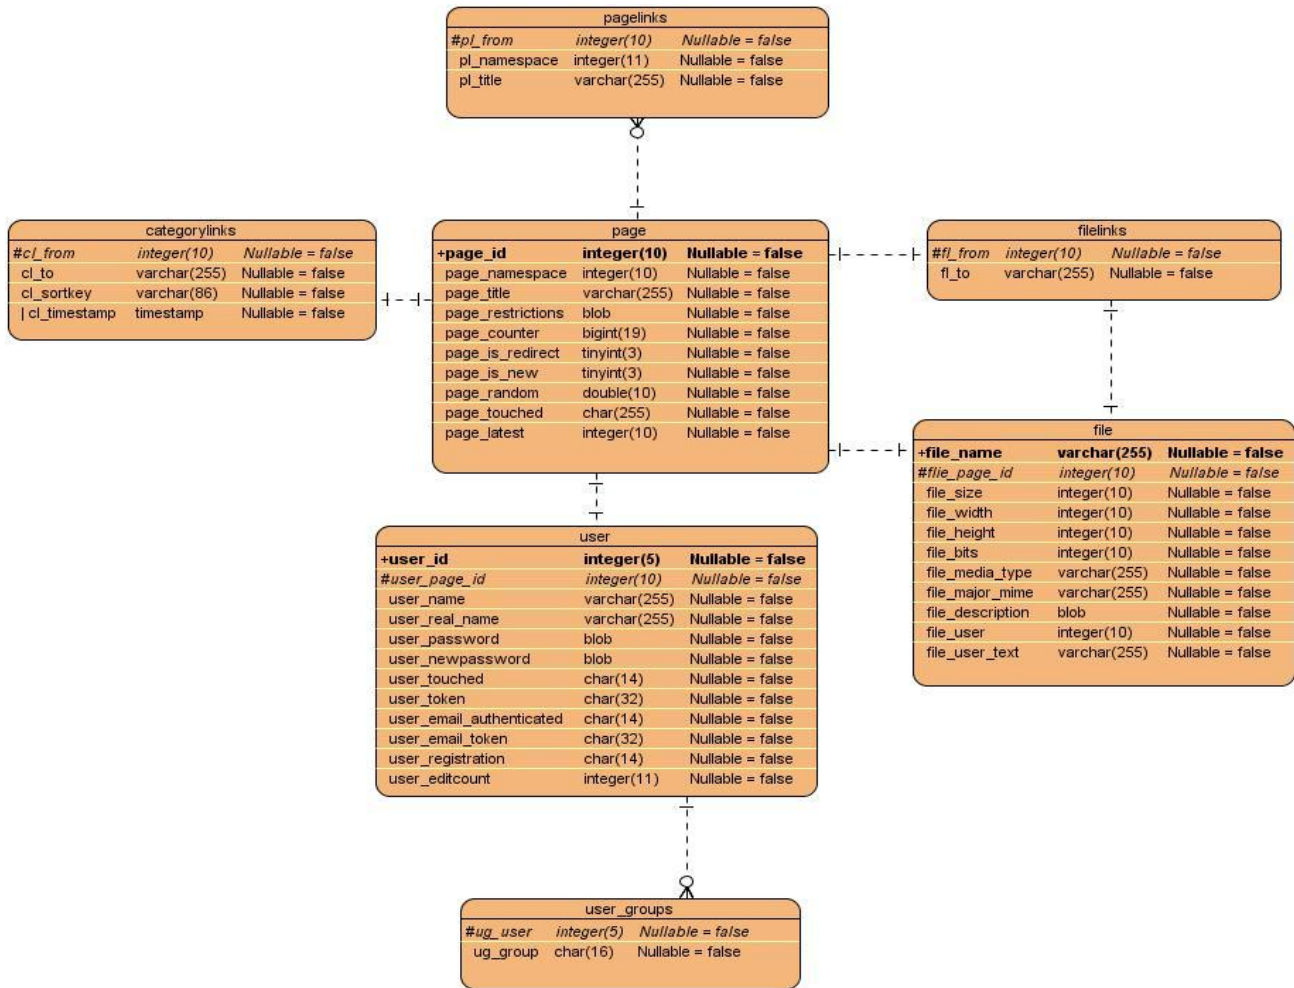 pagelinks
#pl_from integer(10) Nullable = false
pl_namespace integer(11) Nullable = false
pl_title varchar(255) Nullable = false
categorylinks
#cl_from integer(10) Nullable = false
cl_to varchar(255) Nullable = false
cl_sortkey varchar(86) Nullable = false
| cl_timestamp timestamp Nullable = false
page
+page_id integer(10) Nullable = false
page_namespace integer(10) Nullable = false
page_title varchar(255) Nullable = false
page_restrictions blob Nullable = false
page_counter bigint(19) Nullable = false
page_is_redirect tinyint(3) Nullable = false
page_is_new tinyint(3) Nullable = false
page_random double(10) Nullable = false
page_touched char(255) Nullable = false
page_latest integer(10) Nullable = false
filelinks
#fl_from integer(10) Nullable = false
fl_to varchar(255) Nullable = false
file
+file_name varchar(255) Nullable = false
#flie_page_id integer(10) Nullable = false
file_size integer(10) Nullable = false
file_width integer(10) Nullable = false
file_height integer(10) Nullable = false
file_bits integer(10) Nullable = false
file_media_type varchar(255) Nullable = false
file_major_mime varchar(255) Nullable = false
file_description blob Nullable = false
file_user integer(10) Nullable = false
file_user_text varchar(255) Nullable = false
user
+user_id integer(5) Nullable = false
#user_page_id integer(10) Nullable = false
user_name varchar(255) Nullable = false
user_real_name varchar(255) Nullable = false
user_password blob Nullable = false
user_newpassword blob Nullable = false
user_touched char(14) Nullable = false
user_token char(32) Nullable = false
user_email_authenticated char(14) Nullable = false
user_email_token char(32) Nullable = false
user_registration char(14) Nullable = false
user_editcount integer(11) Nullable = false
user_groups
#ug_user integer(5) Nullable = false
ug_group char(16) Nullable = false